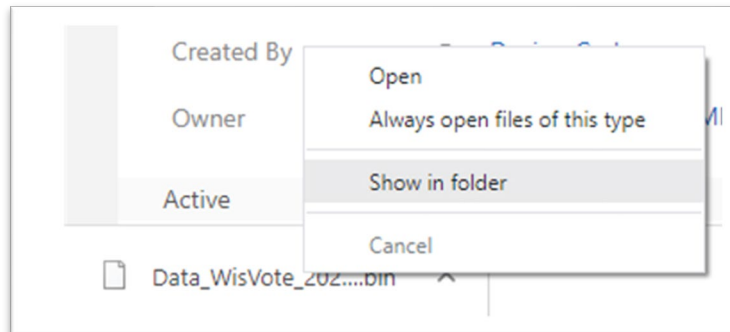 Created By
Open
Always open files of this type
Owner
Show in folder
Active
Cancel
Data_WisVote_202....bin